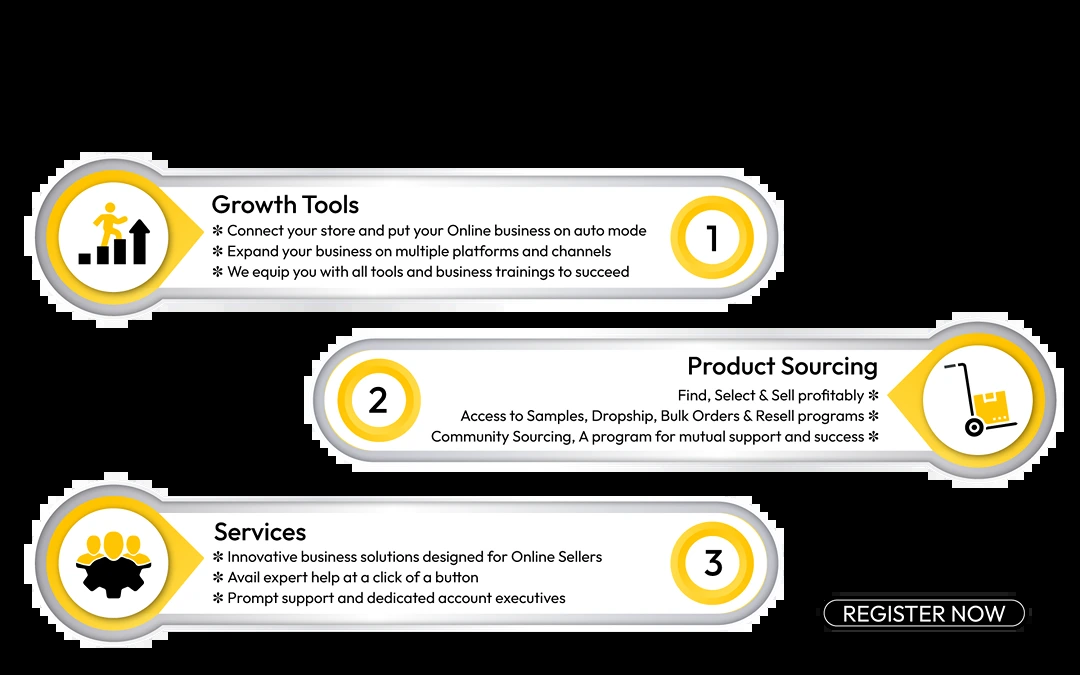 Growth Tools
✻ Connect your store and put your Online business on auto mode
✻ Expand your business on multiple platforms and channels
✻ We equip you with all tools and business trainings to succeed
1
2
Product Sourcing
Find, Select & Sell profitably ✻
Access to Samples, Dropship, Bulk Orders & Resell programs ✻
Community Sourcing, A program for mutual support and success ✻
Services
✻ Innovative business solutions designed for Online Sellers
✻ Avail expert help at a click of a button
✻ Prompt support and dedicated account executives
3
REGISTER NOW